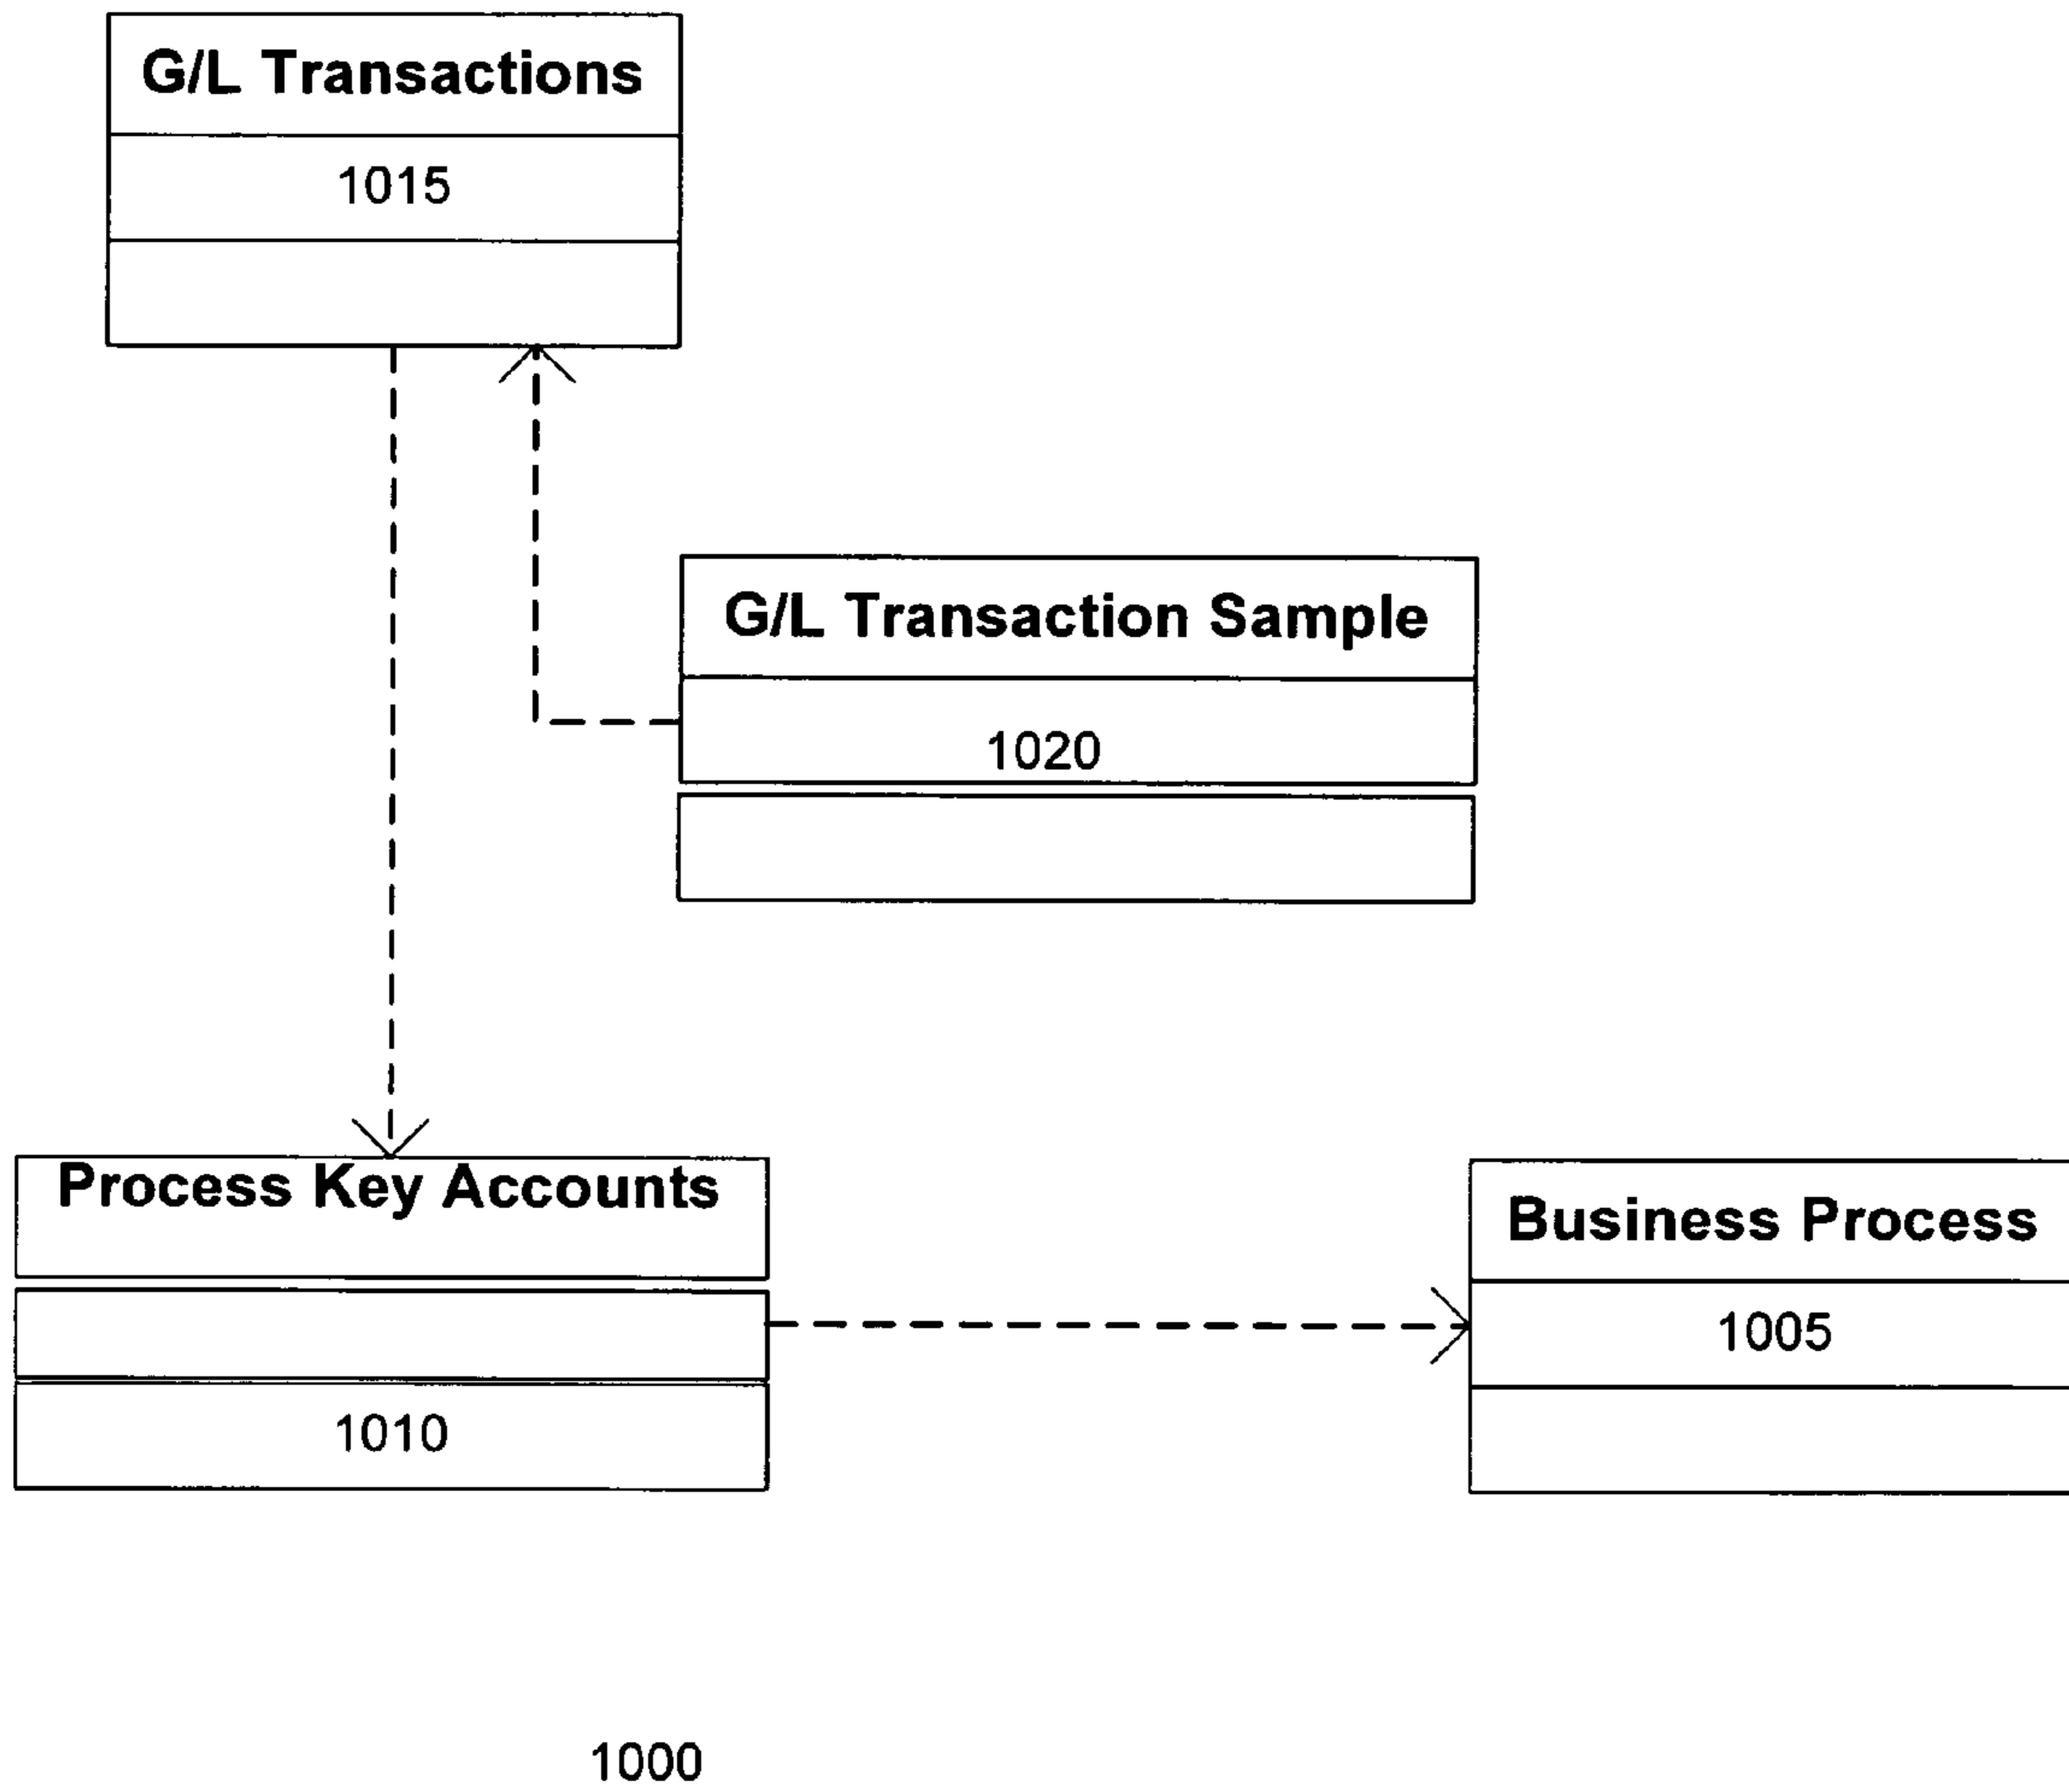 G/L Transactions
1015
G/L Transaction Sample
1020
Process Key Accounts
1010
Business Process
1005
1000